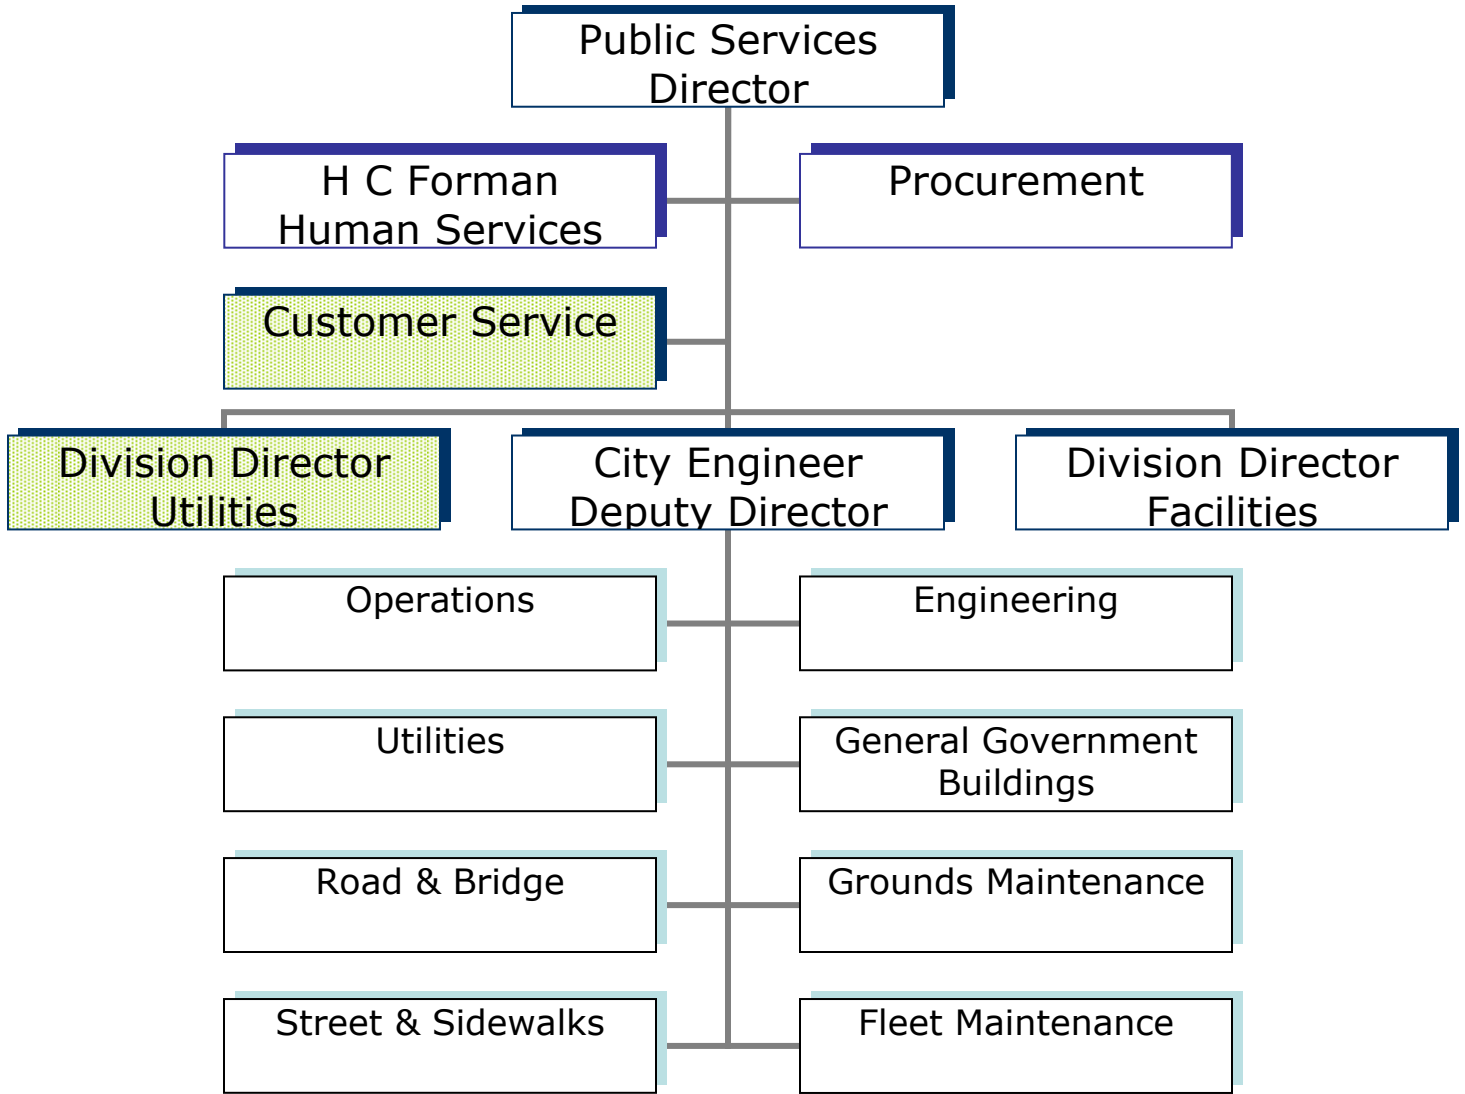 Public Services
Director
H C Forman
Human Services
Procurement
Customer Service
Division Director
Utilities
City Engineer
Deputy Director
Division Director
Facilities
Operations
Engineering
Utilities
General Government
Buildings
Road & Bridge
Grounds Maintenance
Street & Sidewalks
Fleet Maintenance